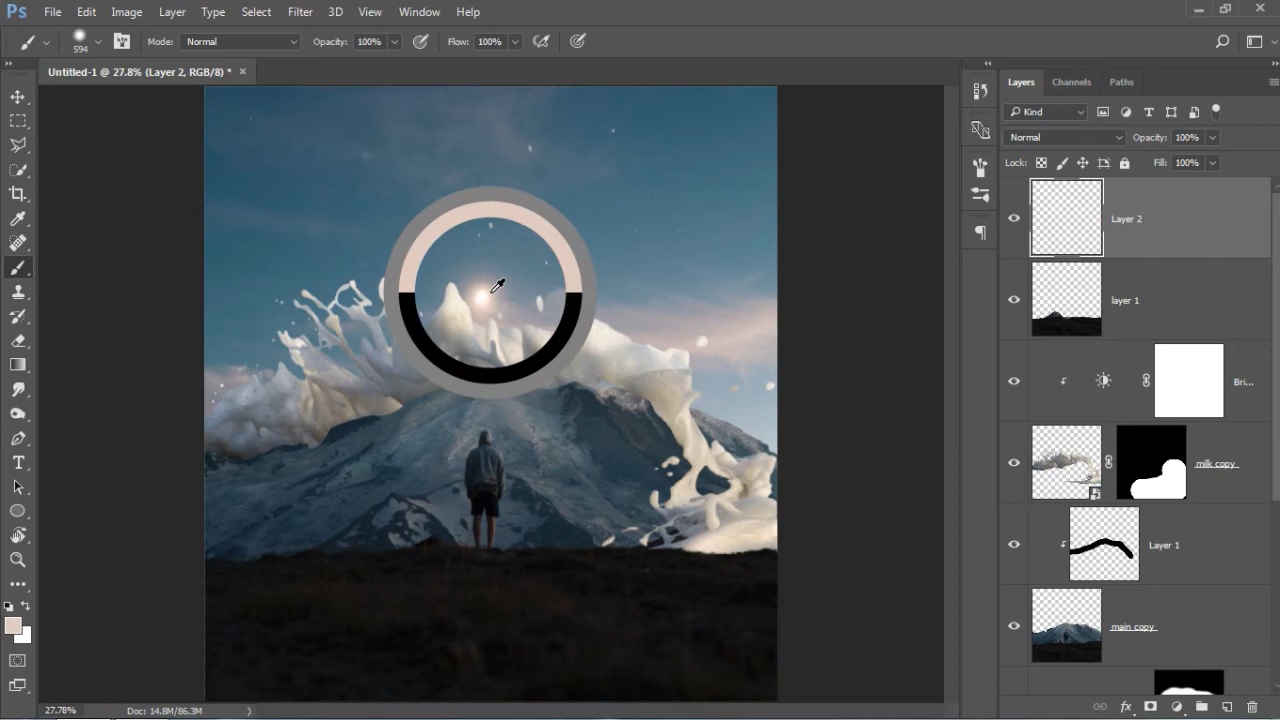 Ps File Edit Image Layer Type Select Filter 3D View Window Help
594 Mode: Normal Opacity: 100% Flow: 100%
Untitled-1 @ 27.8% (Layer 2, RGB/8) *
Layers Channels Paths
Kind
Normal Opacity: 100%
Lock: Fill: 100%
Layer 2
layer 1
Bri...
milk copy
Layer 1
main copy
27.78% Doc: 14.8M/86.3M